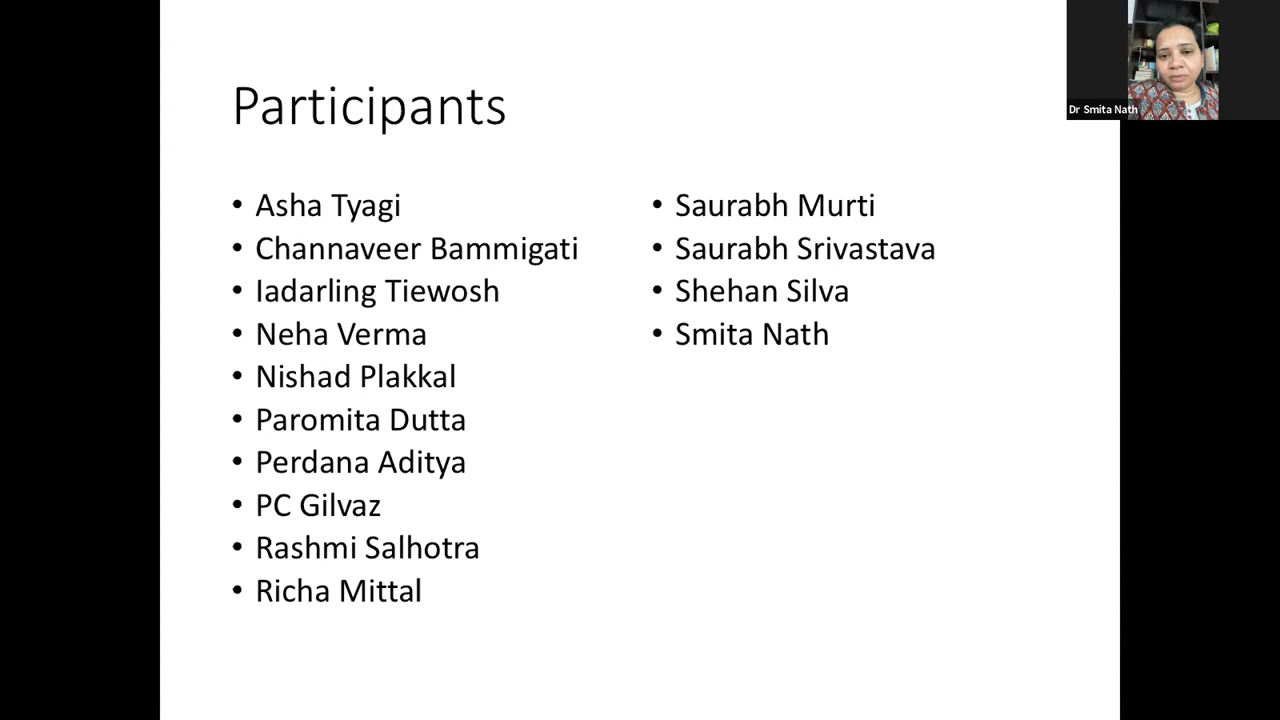 Participants
• Asha Tyagi
• Channaveer Bammigati
• Iadarling Tiewosh
• Neha Verma
• Nishad Plakkal
• Paromita Dutta
• Perdana Aditya
• PC Gilvaz
• Rashmi Salhotra
• Richa Mittal
• Saurabh Murti
• Saurabh Srivastava
• Shehan Silva
• Smita Nath
Dr Smita Nath